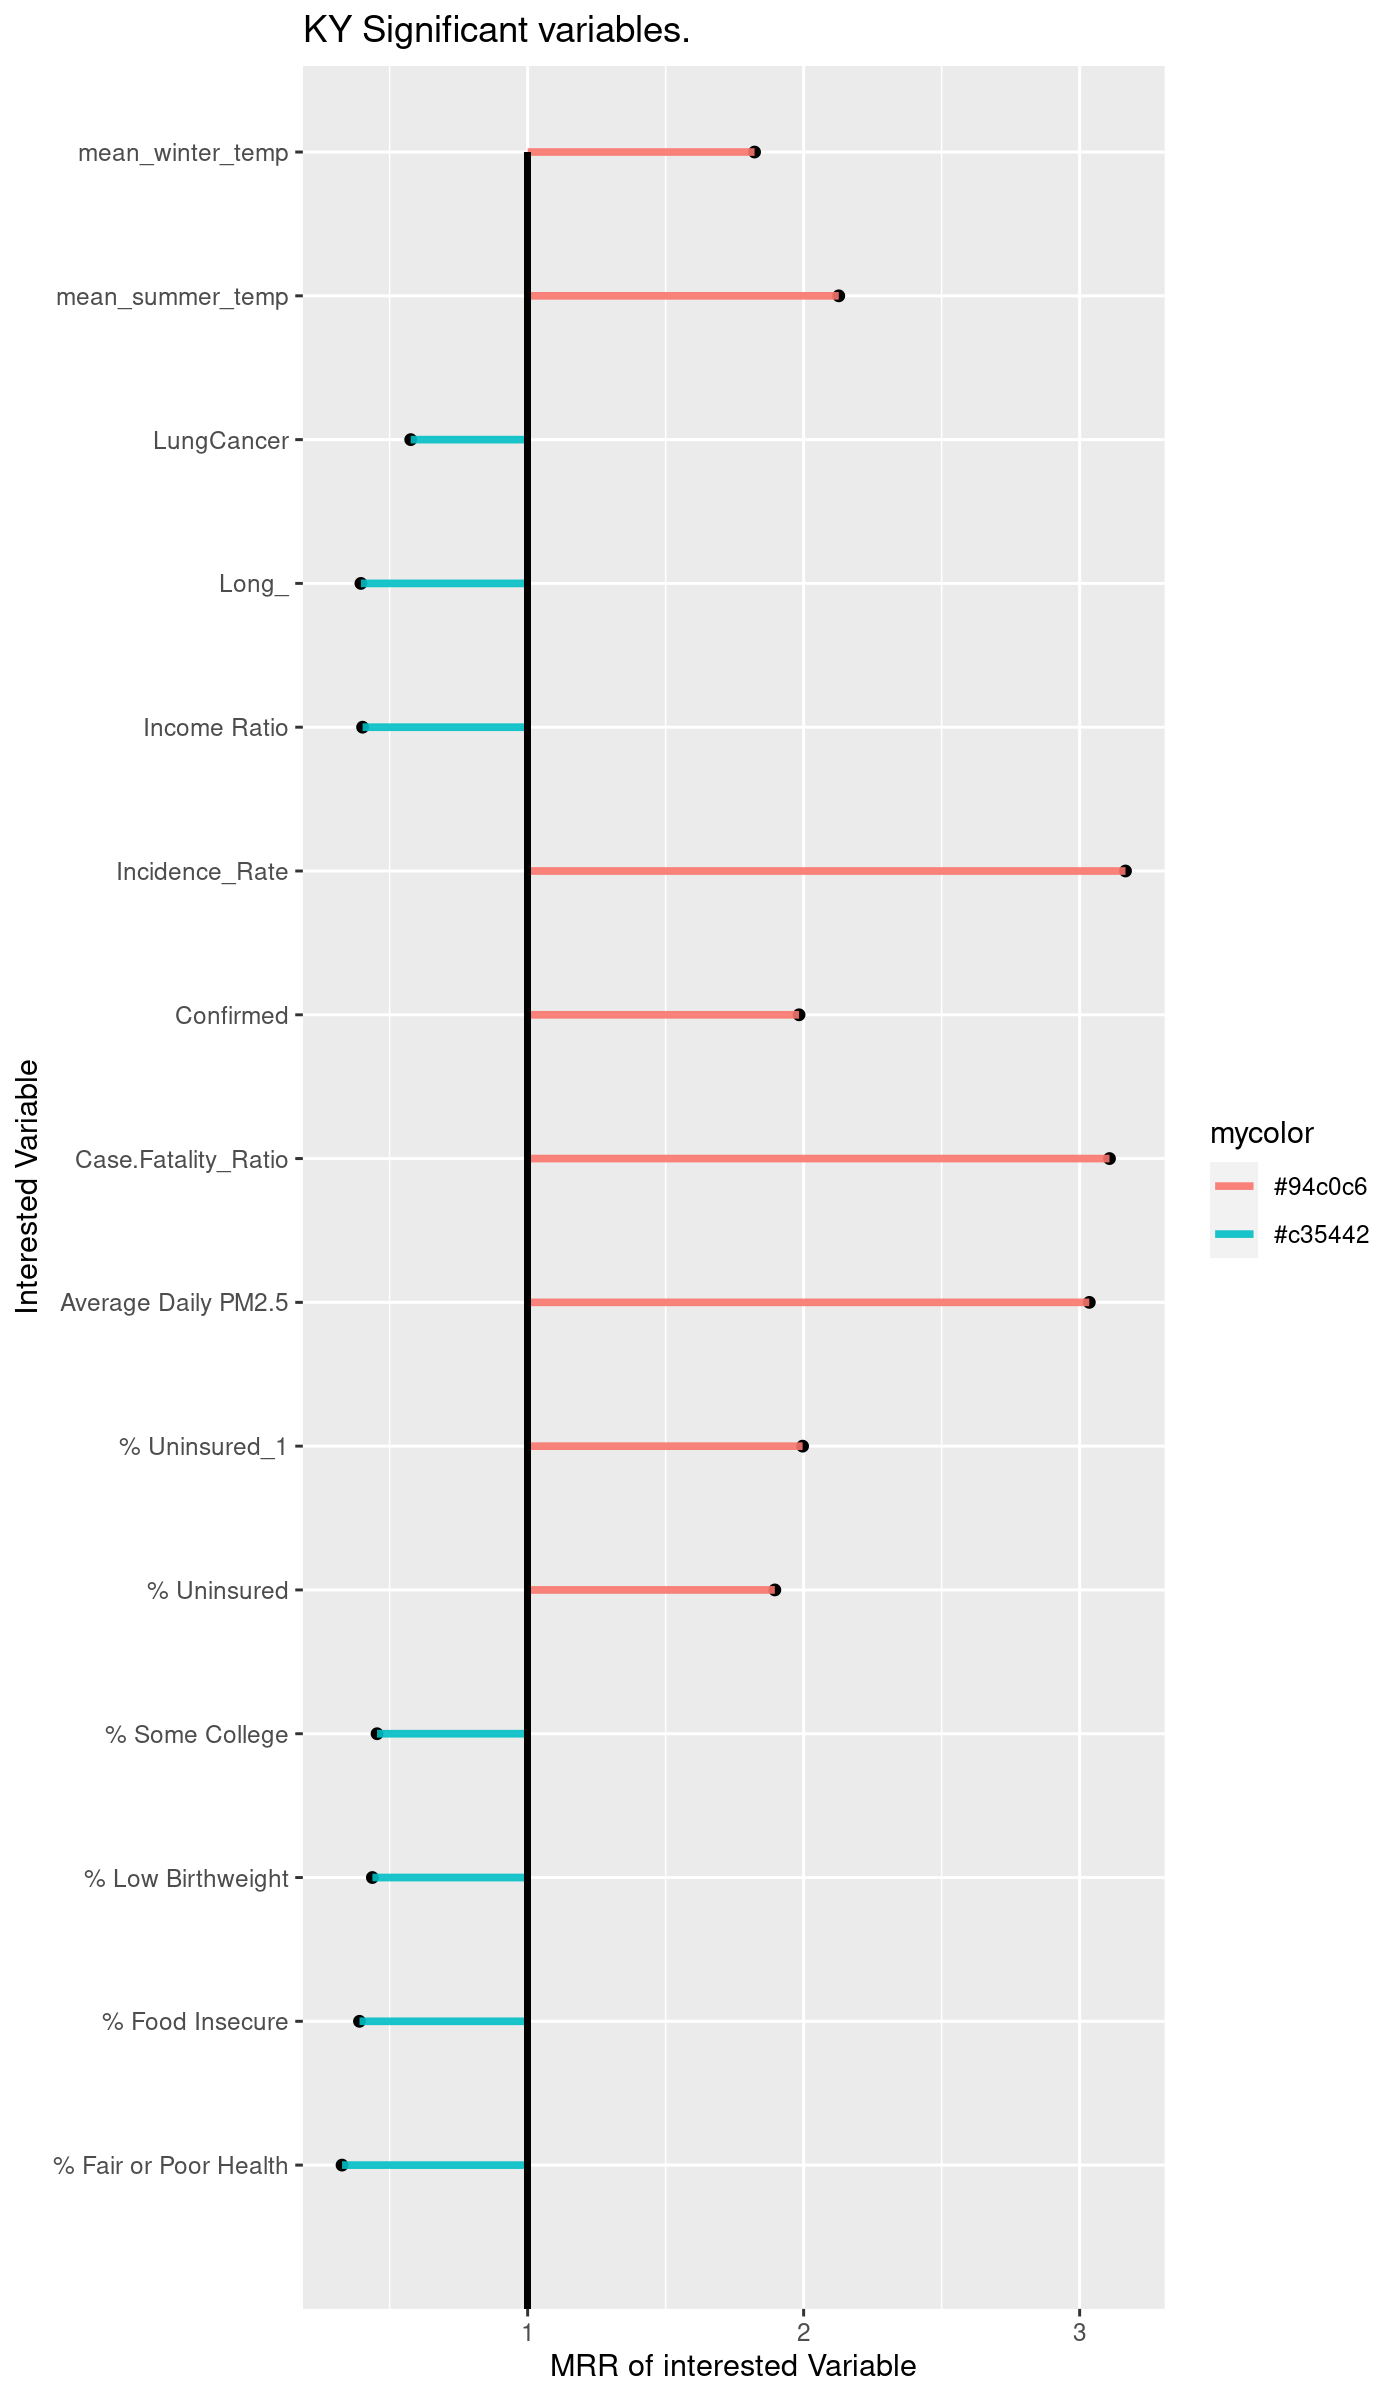 KY Significant variables.
mean_winter_temp
mean_summer_temp
LungCancer
Long_
Income Ratio
Incidence_Rate
Confirmed
Case.Fatality_Ratio
Average Daily PM2.5
% Uninsured_1
% Uninsured
% Some College
% Low Birthweight
% Food Insecure
% Fair or Poor Health
Interested Variable
1
2
3
MRR of interested Variable
mycolor
#94c0c6
#c35442